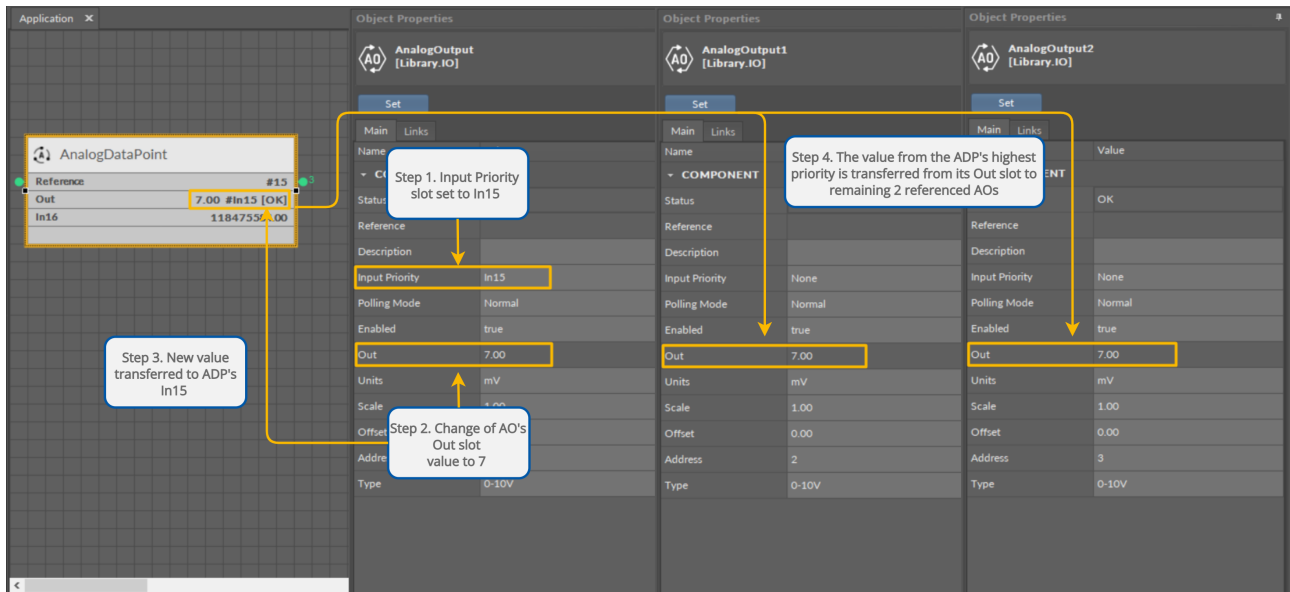 Application ×
AnalogDataPoint
Reference #15
3
Out 7.00 #In15 [OK]
In16
Step 3. New value
transferred to ADP's
In15
Object Properties
AO
AnalogOutput
[Library.IO]
Set
Main Links
Name
Step 1. Input Priority
slot set to In15
Status
Reference
Description
Input Priority In15
Polling Mode Normal
Enabled true
Out 7.00
Units mV
Scale 1.00
Offset
Step 2. Change of AO's
Out slot
value to 7
Type 0-10V
Object Properties
AO
AnalogOutput1
[Library.IO]
Set
Main Links
Name
COMPONENT
Status
Reference
Description
Input Priority None
Polling Mode Normal
Enabled true
Out 7.00
Units mV
Scale 1.00
Offset 0.00
Address 2
Type 0-10V
Step 4. The value from the ADP's highest
priority is transferred from its Out slot to
remaining 2 referenced AOs
Object Properties
AO
AnalogOutput2
[Library.IO]
Set
Main Links
Value
OK
Reference
Description
Input Priority None
Polling Mode Normal
Enabled true
Out 7.00
Units mV
Scale 1.00
Offset 0.00
Address 3
Type 0-10V